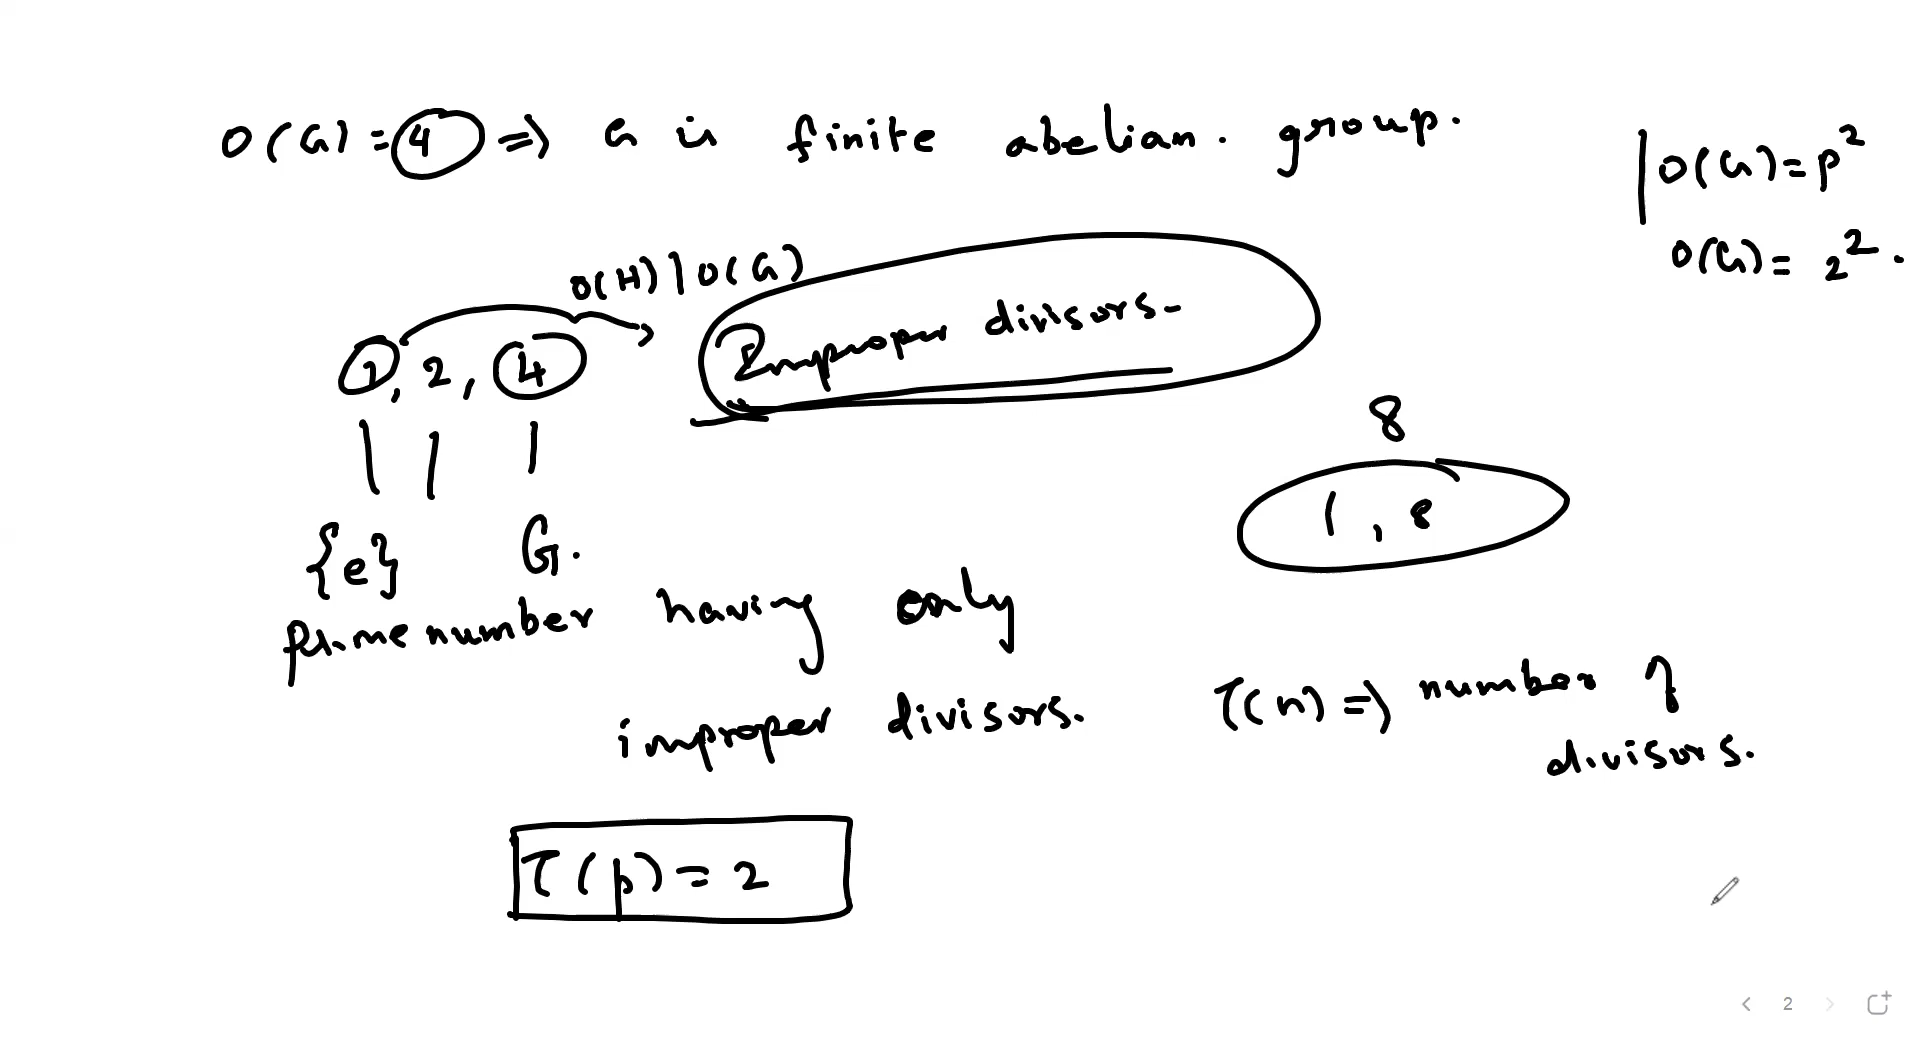 O(G) = 4 ⇒ G is finite abelian. group.
O(G) = p²
O(G) = 2².
O(H) | O(G)
1, 2, 4
Improper divisors.
8
1, 8
{e} G.
prime number having only
improper divisors.
τ(n) ⇒ number of
divisors.
τ(p) = 2
2